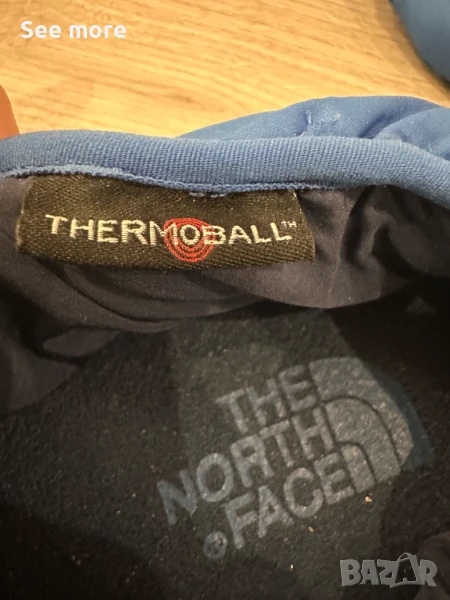 See more
THERMOBALL™
THE
NORTH
FACE
BAZAR